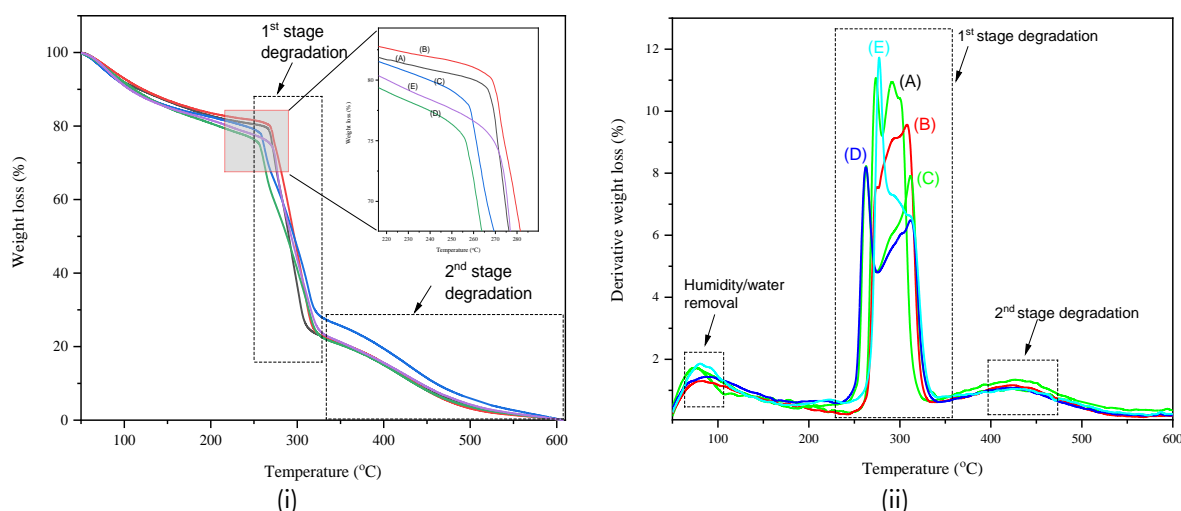 1st stage
degradation
(B)
(A)
(C)
(E)
(D)
80
75
70
Weight loss (%)
220 230 240 250 260 270 280
Temperature (°C)
2nd stage
degradation
100
80
60
40
20
0
Weight loss (%)
100 200 300 400 500 600
Temperature (°C)
(i)
12
10
8
6
4
2
Derivative weight loss (%)
(E)
1st stage degradation
(A)
(B)
(D)
(C)
Humidity/water
removal
2nd stage degradation
100 200 300 400 500 600
Temperature (°C)
(ii)